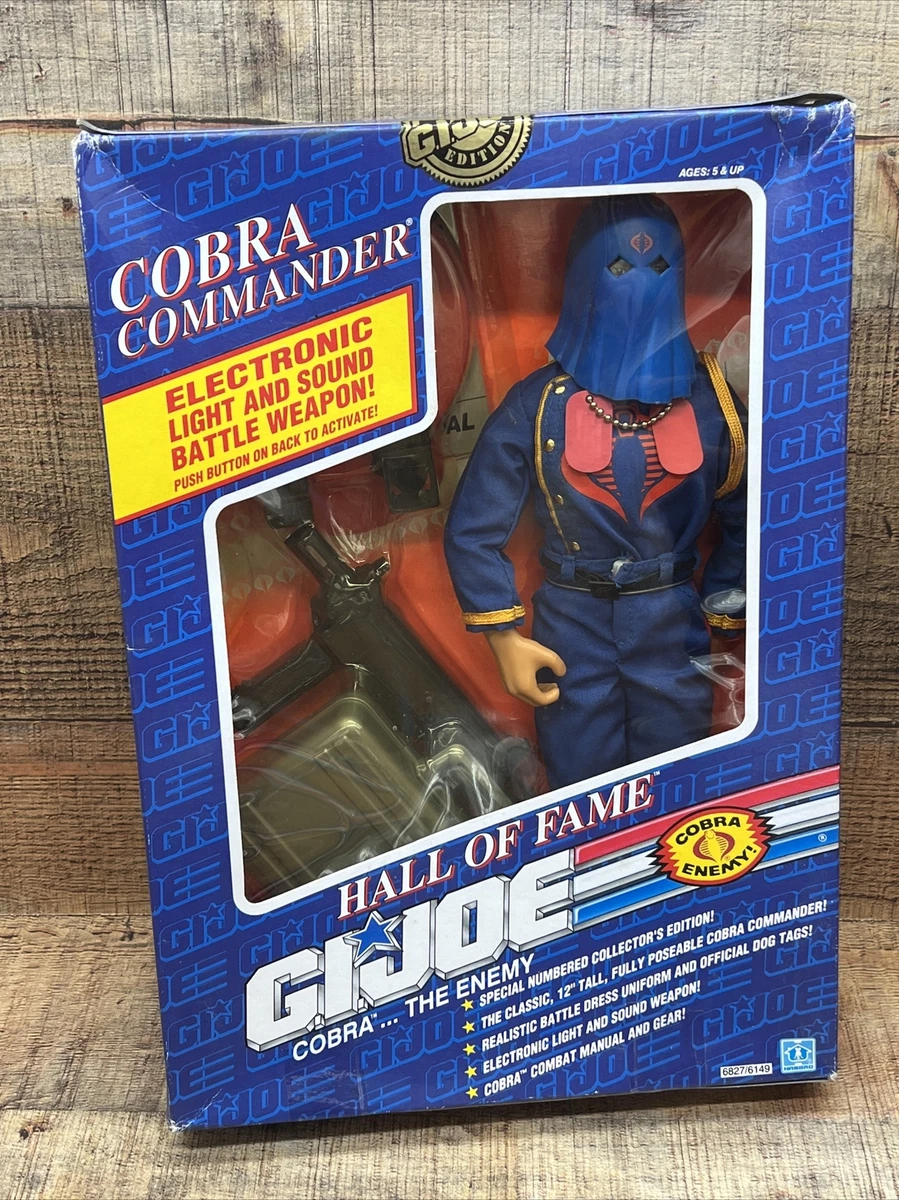 G.I. JOE
EDITION
AGES: 5 & UP
COBRA
COMMANDER®
ELECTRONIC
LIGHT AND SOUND
BATTLE WEAPON!
PUSH BUTTON ON BACK TO ACTIVATE!
HALL OF FAME™
G.I. JOE
®
COBRA
ENEMY!
COBRA™... THE ENEMY
★ SPECIAL NUMBERED COLLECTOR'S EDITION!
★ THE CLASSIC, 12" TALL, FULLY POSEABLE COBRA COMMANDER!
★ REALISTIC BATTLE DRESS UNIFORM AND OFFICIAL DOG TAGS!
★ ELECTRONIC LIGHT AND SOUND WEAPON!
★ COBRA™ COMBAT MANUAL AND GEAR!
6827/6149
HASBRO